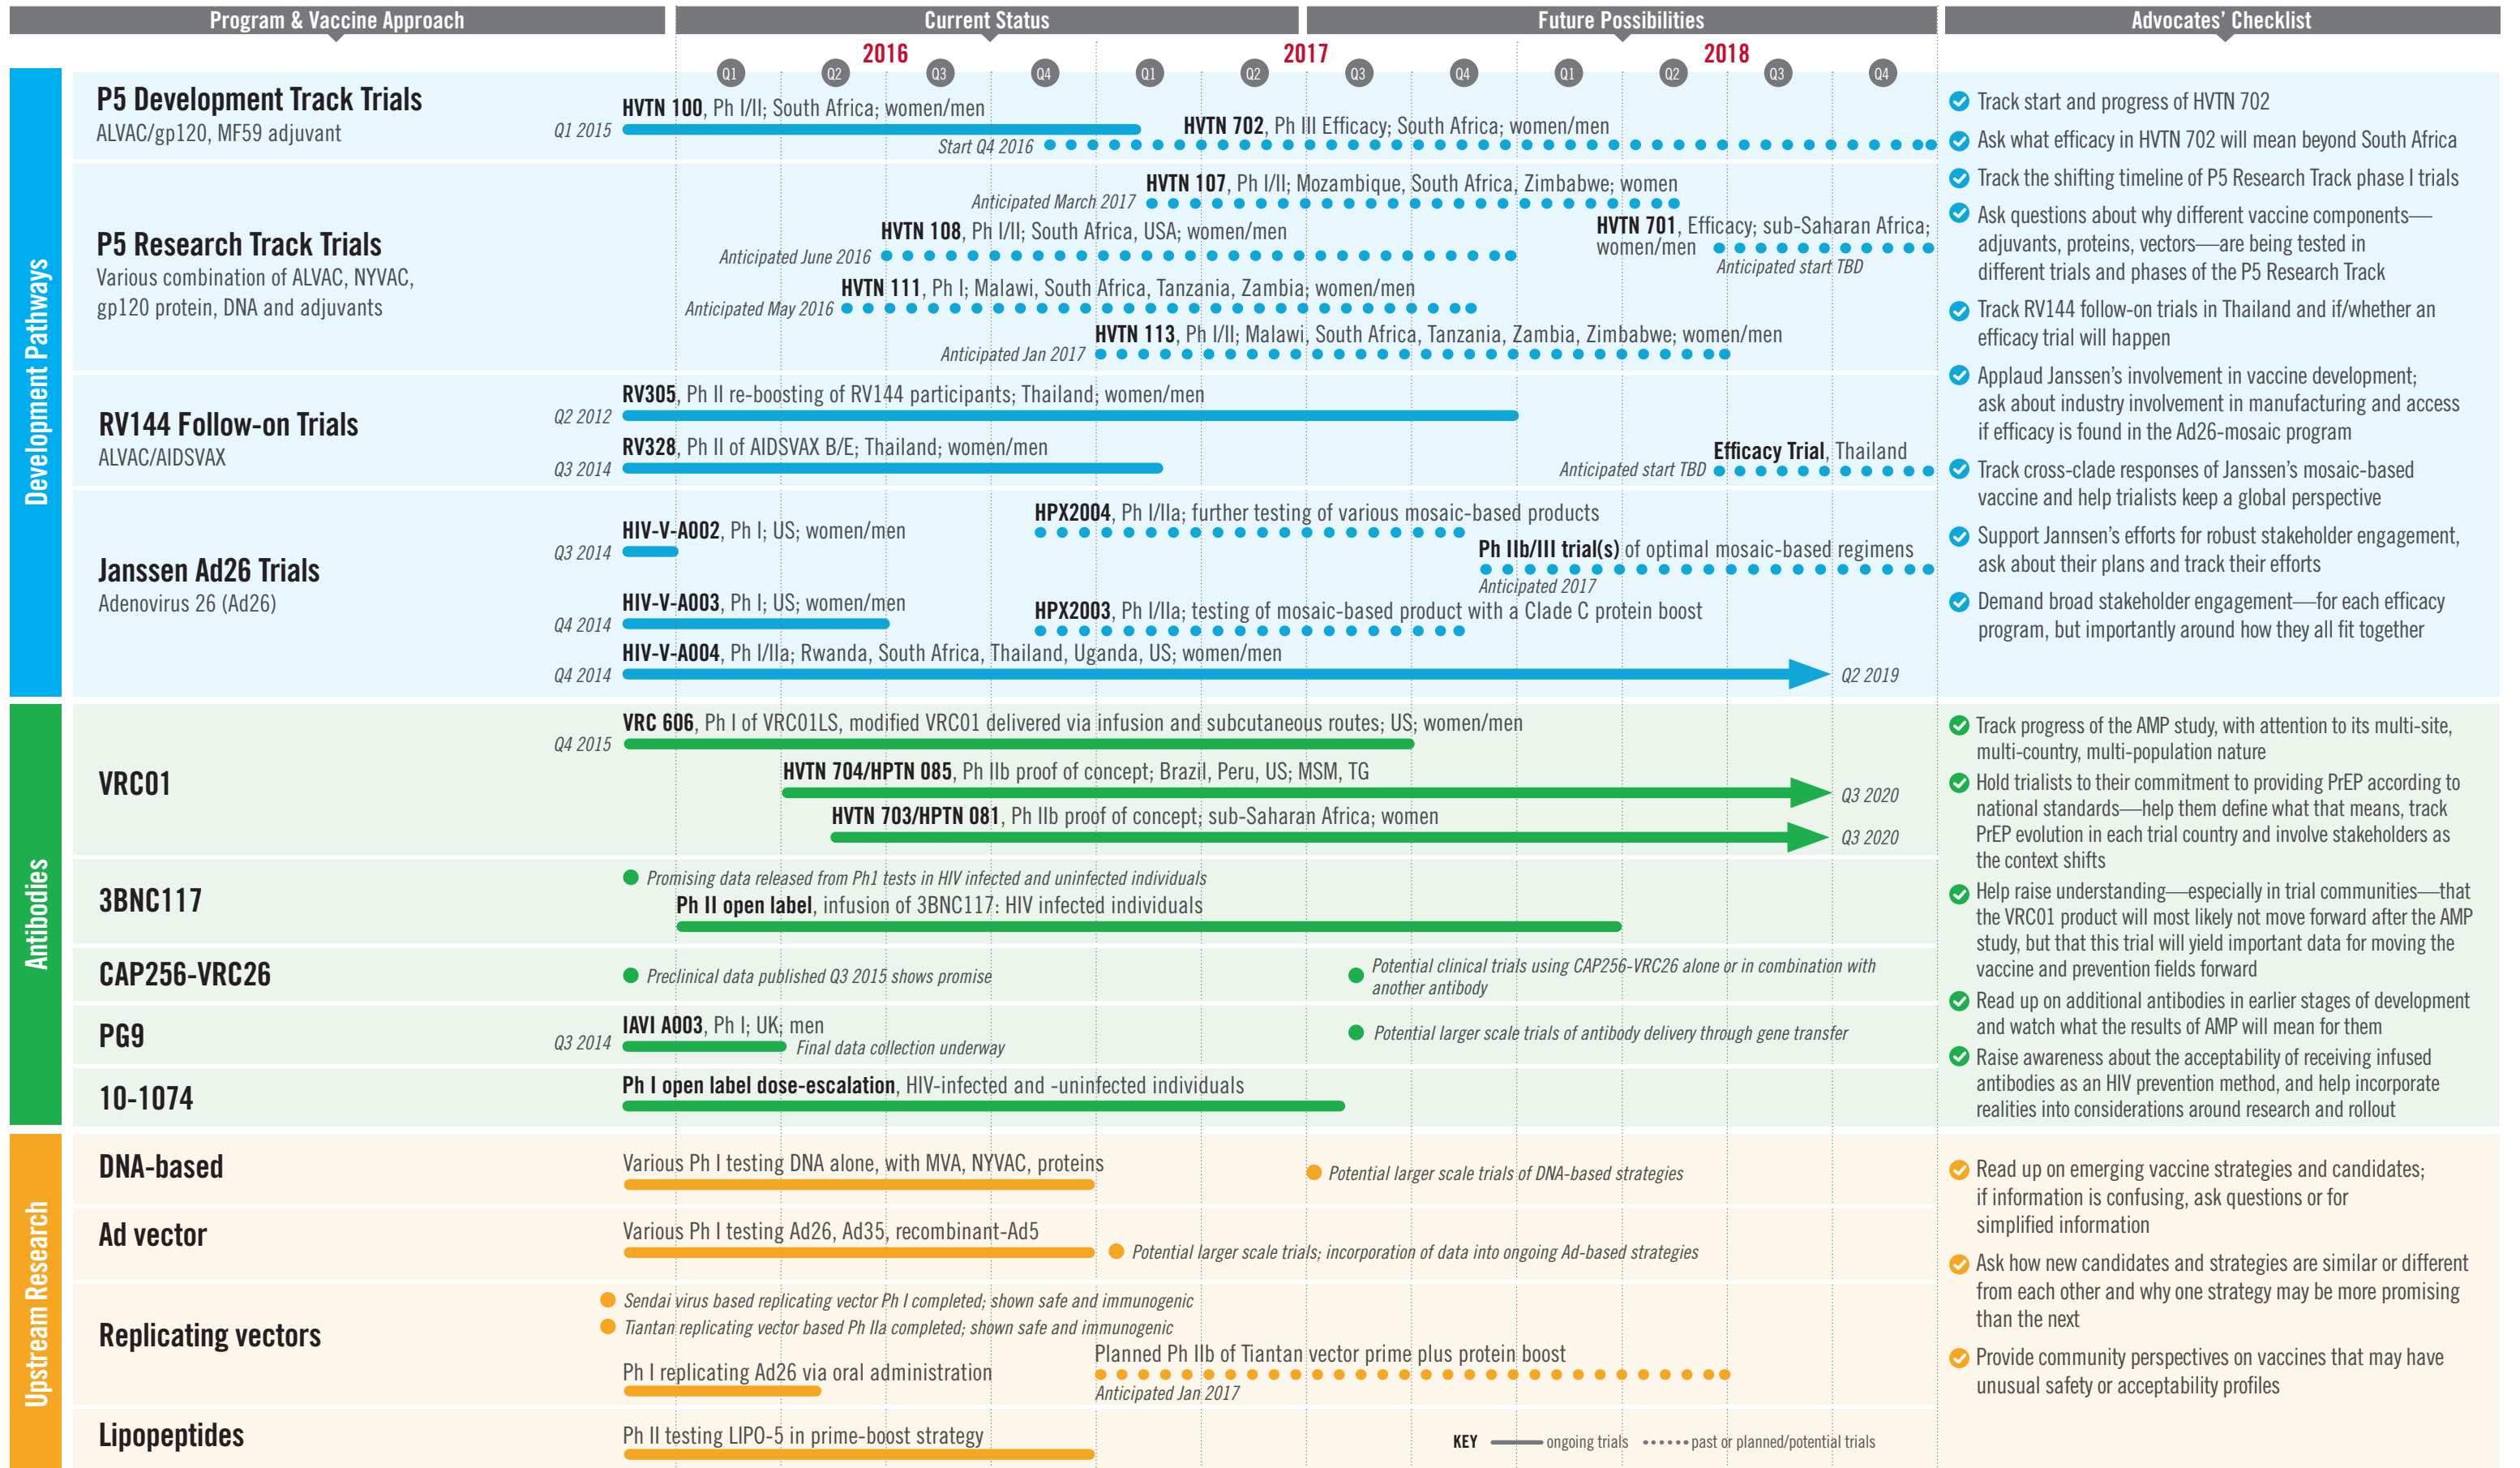 Program & Vaccine Approach
Current Status
Future Possibilities
Advocates’ Checklist
2016
2017
2018
Q1
Q2
Q3
Q4
Q1
Q2
Q3
Q4
Q1
Q2
Q3
Q4
Development Pathways
P5 Development Track Trials
ALVAC/gp120, MF59 adjuvant
HVTN 100, Ph I/II; South Africa; women/men
Q1 2015
HVTN 702, Ph III Efficacy; South Africa; women/men
Start Q4 2016
P5 Research Track Trials
Various combination of ALVAC, NYVAC,
gp120 protein, DNA and adjuvants
HVTN 107, Ph I/II; Mozambique, South Africa, Zimbabwe; women
Anticipated March 2017
HVTN 108, Ph I/II; South Africa, USA; women/men
Anticipated June 2016
HVTN 701, Efficacy; sub-Saharan Africa;
women/men
Anticipated start TBD
HVTN 111, Ph I; Malawi, South Africa, Tanzania, Zambia; women/men
Anticipated May 2016
HVTN 113, Ph I/II; Malawi, South Africa, Tanzania, Zambia, Zimbabwe; women/men
Anticipated Jan 2017
RV144 Follow-on Trials
ALVAC/AIDSVAX
RV305, Ph II re-boosting of RV144 participants; Thailand; women/men
Q2 2012
RV328, Ph II of AIDSVAX B/E; Thailand; women/men
Q3 2014
Efficacy Trial, Thailand
Anticipated start TBD
Janssen Ad26 Trials
Adenovirus 26 (Ad26)
HIV-V-A002, Ph I; US; women/men
Q3 2014
HPX2004, Ph I/IIa; further testing of various mosaic-based products
Ph IIb/III trial(s) of optimal mosaic-based regimens
Anticipated 2017
HIV-V-A003, Ph I; US; women/men
Q4 2014
HPX2003, Ph I/IIa; testing of mosaic-based product with a Clade C protein boost
HIV-V-A004, Ph I/IIa; Rwanda, South Africa, Thailand, Uganda, US; women/men
Q4 2014
Q2 2019
Track start and progress of HVTN 702
Ask what efficacy in HVTN 702 will mean beyond South Africa
Track the shifting timeline of P5 Research Track phase I trials
Ask questions about why different vaccine components—
adjuvants, proteins, vectors—are being tested in
different trials and phases of the P5 Research Track
Track RV144 follow-on trials in Thailand and if/whether an
efficacy trial will happen
Applaud Janssen’s involvement in vaccine development;
ask about industry involvement in manufacturing and access
if efficacy is found in the Ad26-mosaic program
Track cross-clade responses of Janssen’s mosaic-based
vaccine and help trialists keep a global perspective
Support Jannsen’s efforts for robust stakeholder engagement,
ask about their plans and track their efforts
Demand broad stakeholder engagement—for each efficacy
program, but importantly around how they all fit together
Antibodies
VRC01
VRC 606, Ph I of VRC01LS, modified VRC01 delivered via infusion and subcutaneous routes; US; women/men
Q4 2015
HVTN 704/HPTN 085, Ph IIb proof of concept; Brazil, Peru, US; MSM, TG
Q3 2020
HVTN 703/HPTN 081, Ph IIb proof of concept; sub-Saharan Africa; women
Q3 2020
3BNC117
Promising data released from Ph1 tests in HIV infected and uninfected individuals
Ph II open label, infusion of 3BNC117: HIV infected individuals
CAP256-VRC26
Preclinical data published Q3 2015 shows promise
Potential clinical trials using CAP256-VRC26 alone or in combination with
another antibody
PG9
IAVI A003, Ph I; UK; men
Q3 2014
Final data collection underway
Potential larger scale trials of antibody delivery through gene transfer
10-1074
Ph I open label dose-escalation, HIV-infected and -uninfected individuals
Track progress of the AMP study, with attention to its multi-site,
multi-country, multi-population nature
Hold trialists to their commitment to providing PrEP according to
national standards—help them define what that means, track
PrEP evolution in each trial country and involve stakeholders as
the context shifts
Help raise understanding—especially in trial communities—that
the VRC01 product will most likely not move forward after the AMP
study, but that this trial will yield important data for moving the
vaccine and prevention fields forward
Read up on additional antibodies in earlier stages of development
and watch what the results of AMP will mean for them
Raise awareness about the acceptability of receiving infused
antibodies as an HIV prevention method, and help incorporate
realities into considerations around research and rollout
Upstream Research
DNA-based
Various Ph I testing DNA alone, with MVA, NYVAC, proteins
Potential larger scale trials of DNA-based strategies
Ad vector
Various Ph I testing Ad26, Ad35, recombinant-Ad5
Potential larger scale trials; incorporation of data into ongoing Ad-based strategies
Replicating vectors
Sendai virus based replicating vector Ph I completed; shown safe and immunogenic
Tiantan replicating vector based Ph IIa completed; shown safe and immunogenic
Ph I replicating Ad26 via oral administration
Planned Ph IIb of Tiantan vector prime plus protein boost
Anticipated Jan 2017
Lipopeptides
Ph II testing LIPO-5 in prime-boost strategy
KEY
ongoing trials
past or planned/potential trials
Read up on emerging vaccine strategies and candidates;
if information is confusing, ask questions or for
simplified information
Ask how new candidates and strategies are similar or different
from each other and why one strategy may be more promising
than the next
Provide community perspectives on vaccines that may have
unusual safety or acceptability profiles